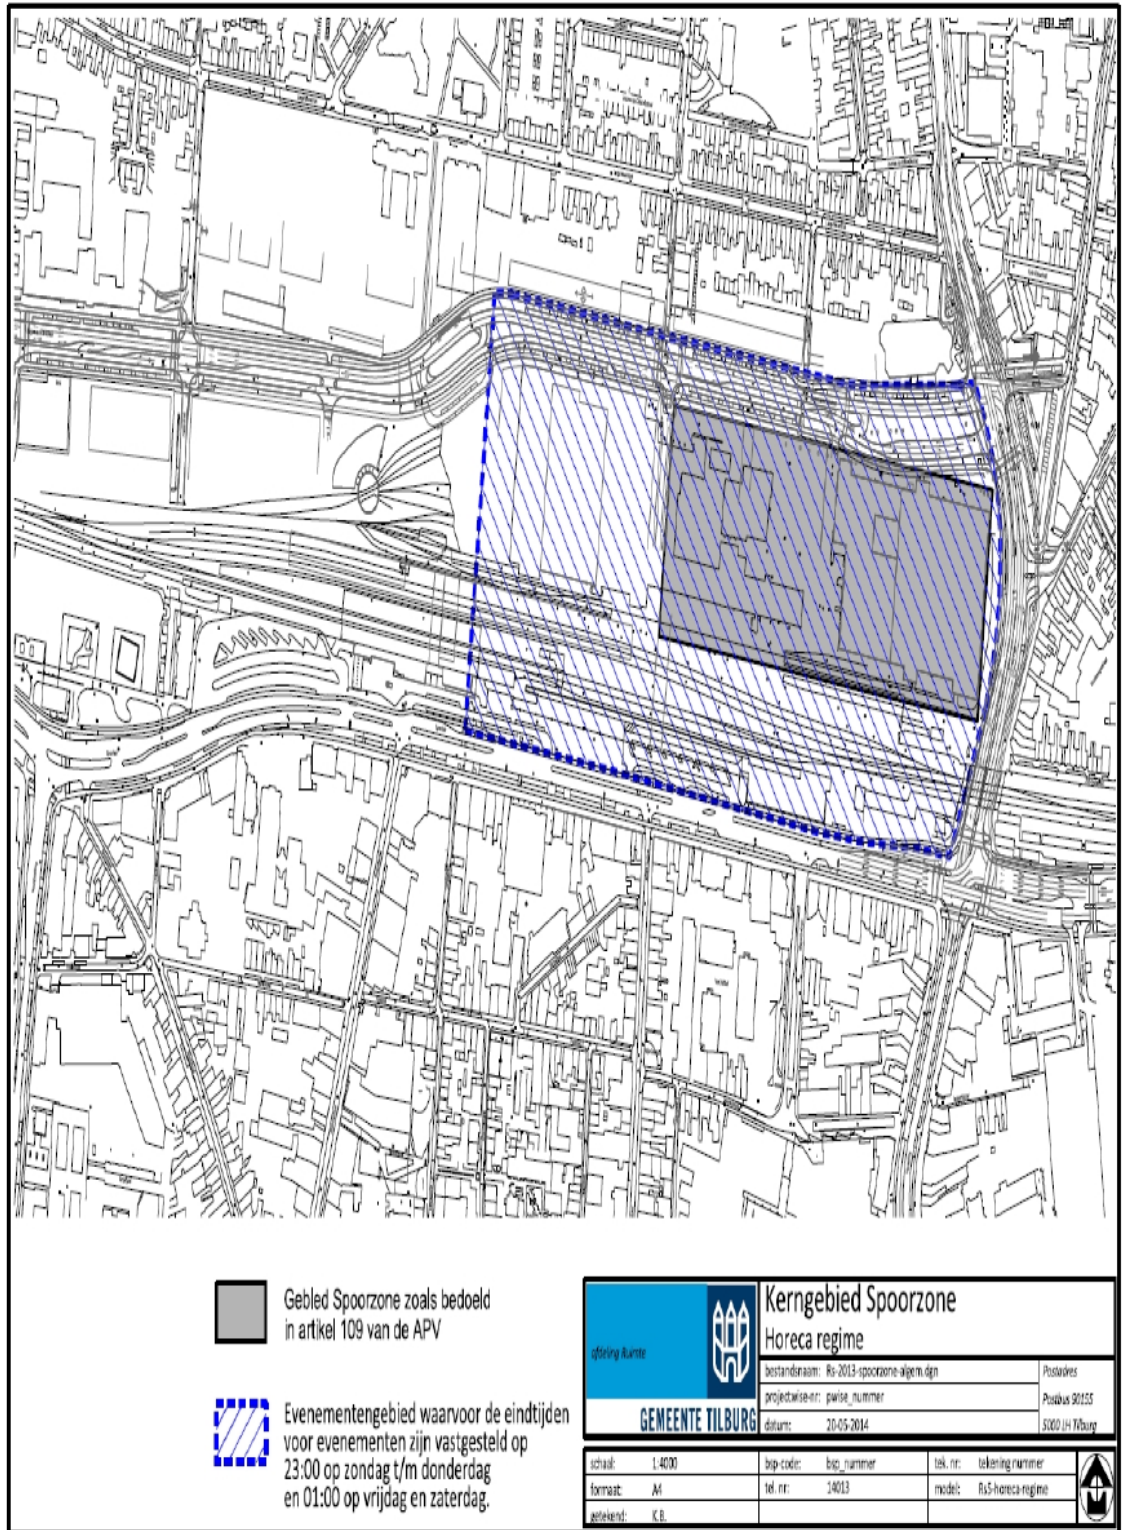 Gebied Spoorzone zoals bedoeld
in artikel 109 van de APV
Evenementengebied waarvoor de eindtijden
voor evenementen zijn vastgesteld op
23:00 op zondag t/m donderdag
en 01:00 op vrijdag en zaterdag.
afdeling Ruimte
GEMEENTE TILBURG
Kerngebied Spoorzone
Horeca regime
bestandsnaam: Rs-2013-spoorzone-algem.dgn
projectwise-nr: pwise_nummer
datum: 20-05-2014
Postadres
Postbus 90155
5000 LH Tilburg
schaal: 1:4000 bsp-code: bsp_nummer tek. nr: tekening nummer
formaat: A4 tel. nr: 14013 model: Rs5-horeca-regime
getekend: K.B.